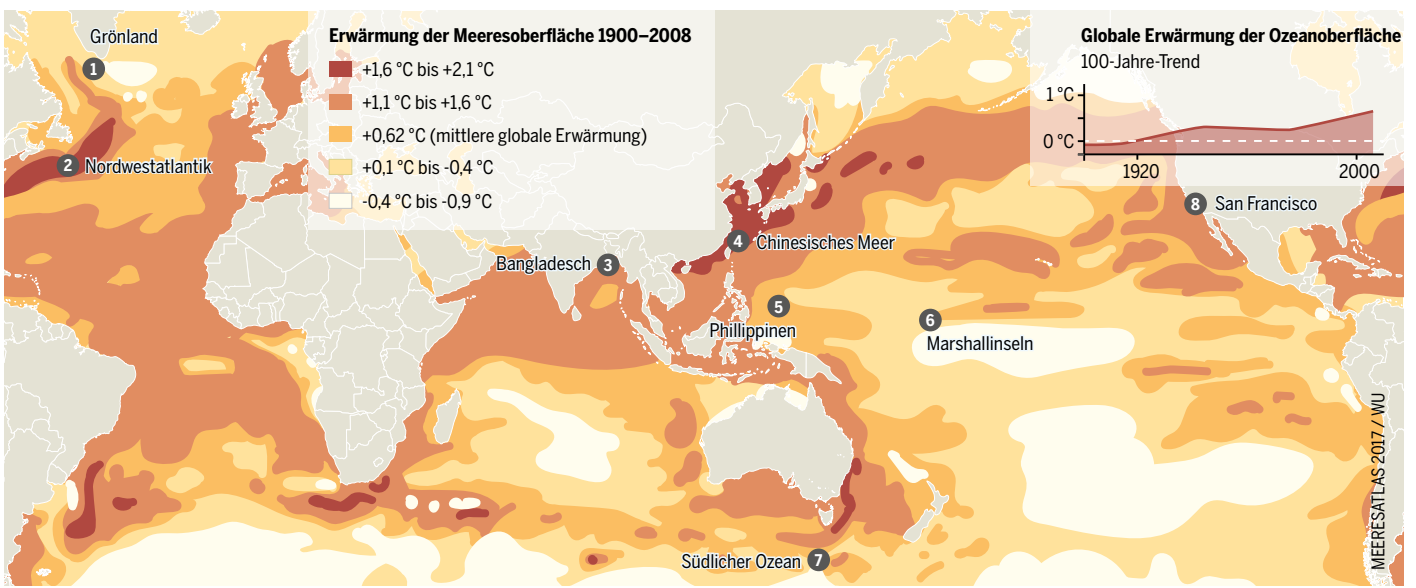 Erwärmung der Meeresoberfläche 1900–2008
+1,6 °C bis +2,1 °C
+1,1 °C bis +1,6 °C
+0,62 °C (mittlere globale Erwärmung)
+0,1 °C bis -0,4 °C
-0,4 °C bis -0,9 °C
Globale Erwärmung der Ozeanoberfläche
100-Jahre-Trend
1 °C
0 °C
1920
2000
Grönland
1
2 Nordwestatlantik
Bangladesch 3
4 Chinesisches Meer
5
Phillippinen
6
Marshallinseln
Südlicher Ozean 7
8 San Francisco
MEERESATLAS 2017 / WU